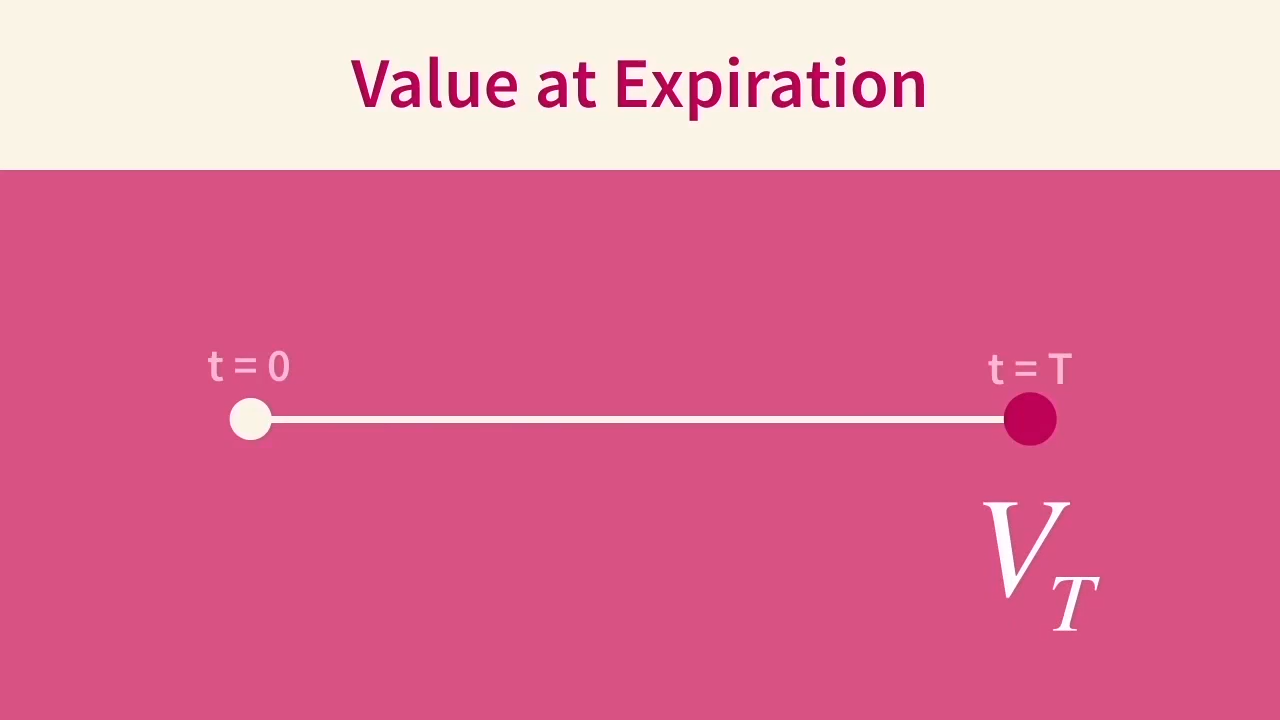 Value at Expiration
t = 0
t = T
V_T